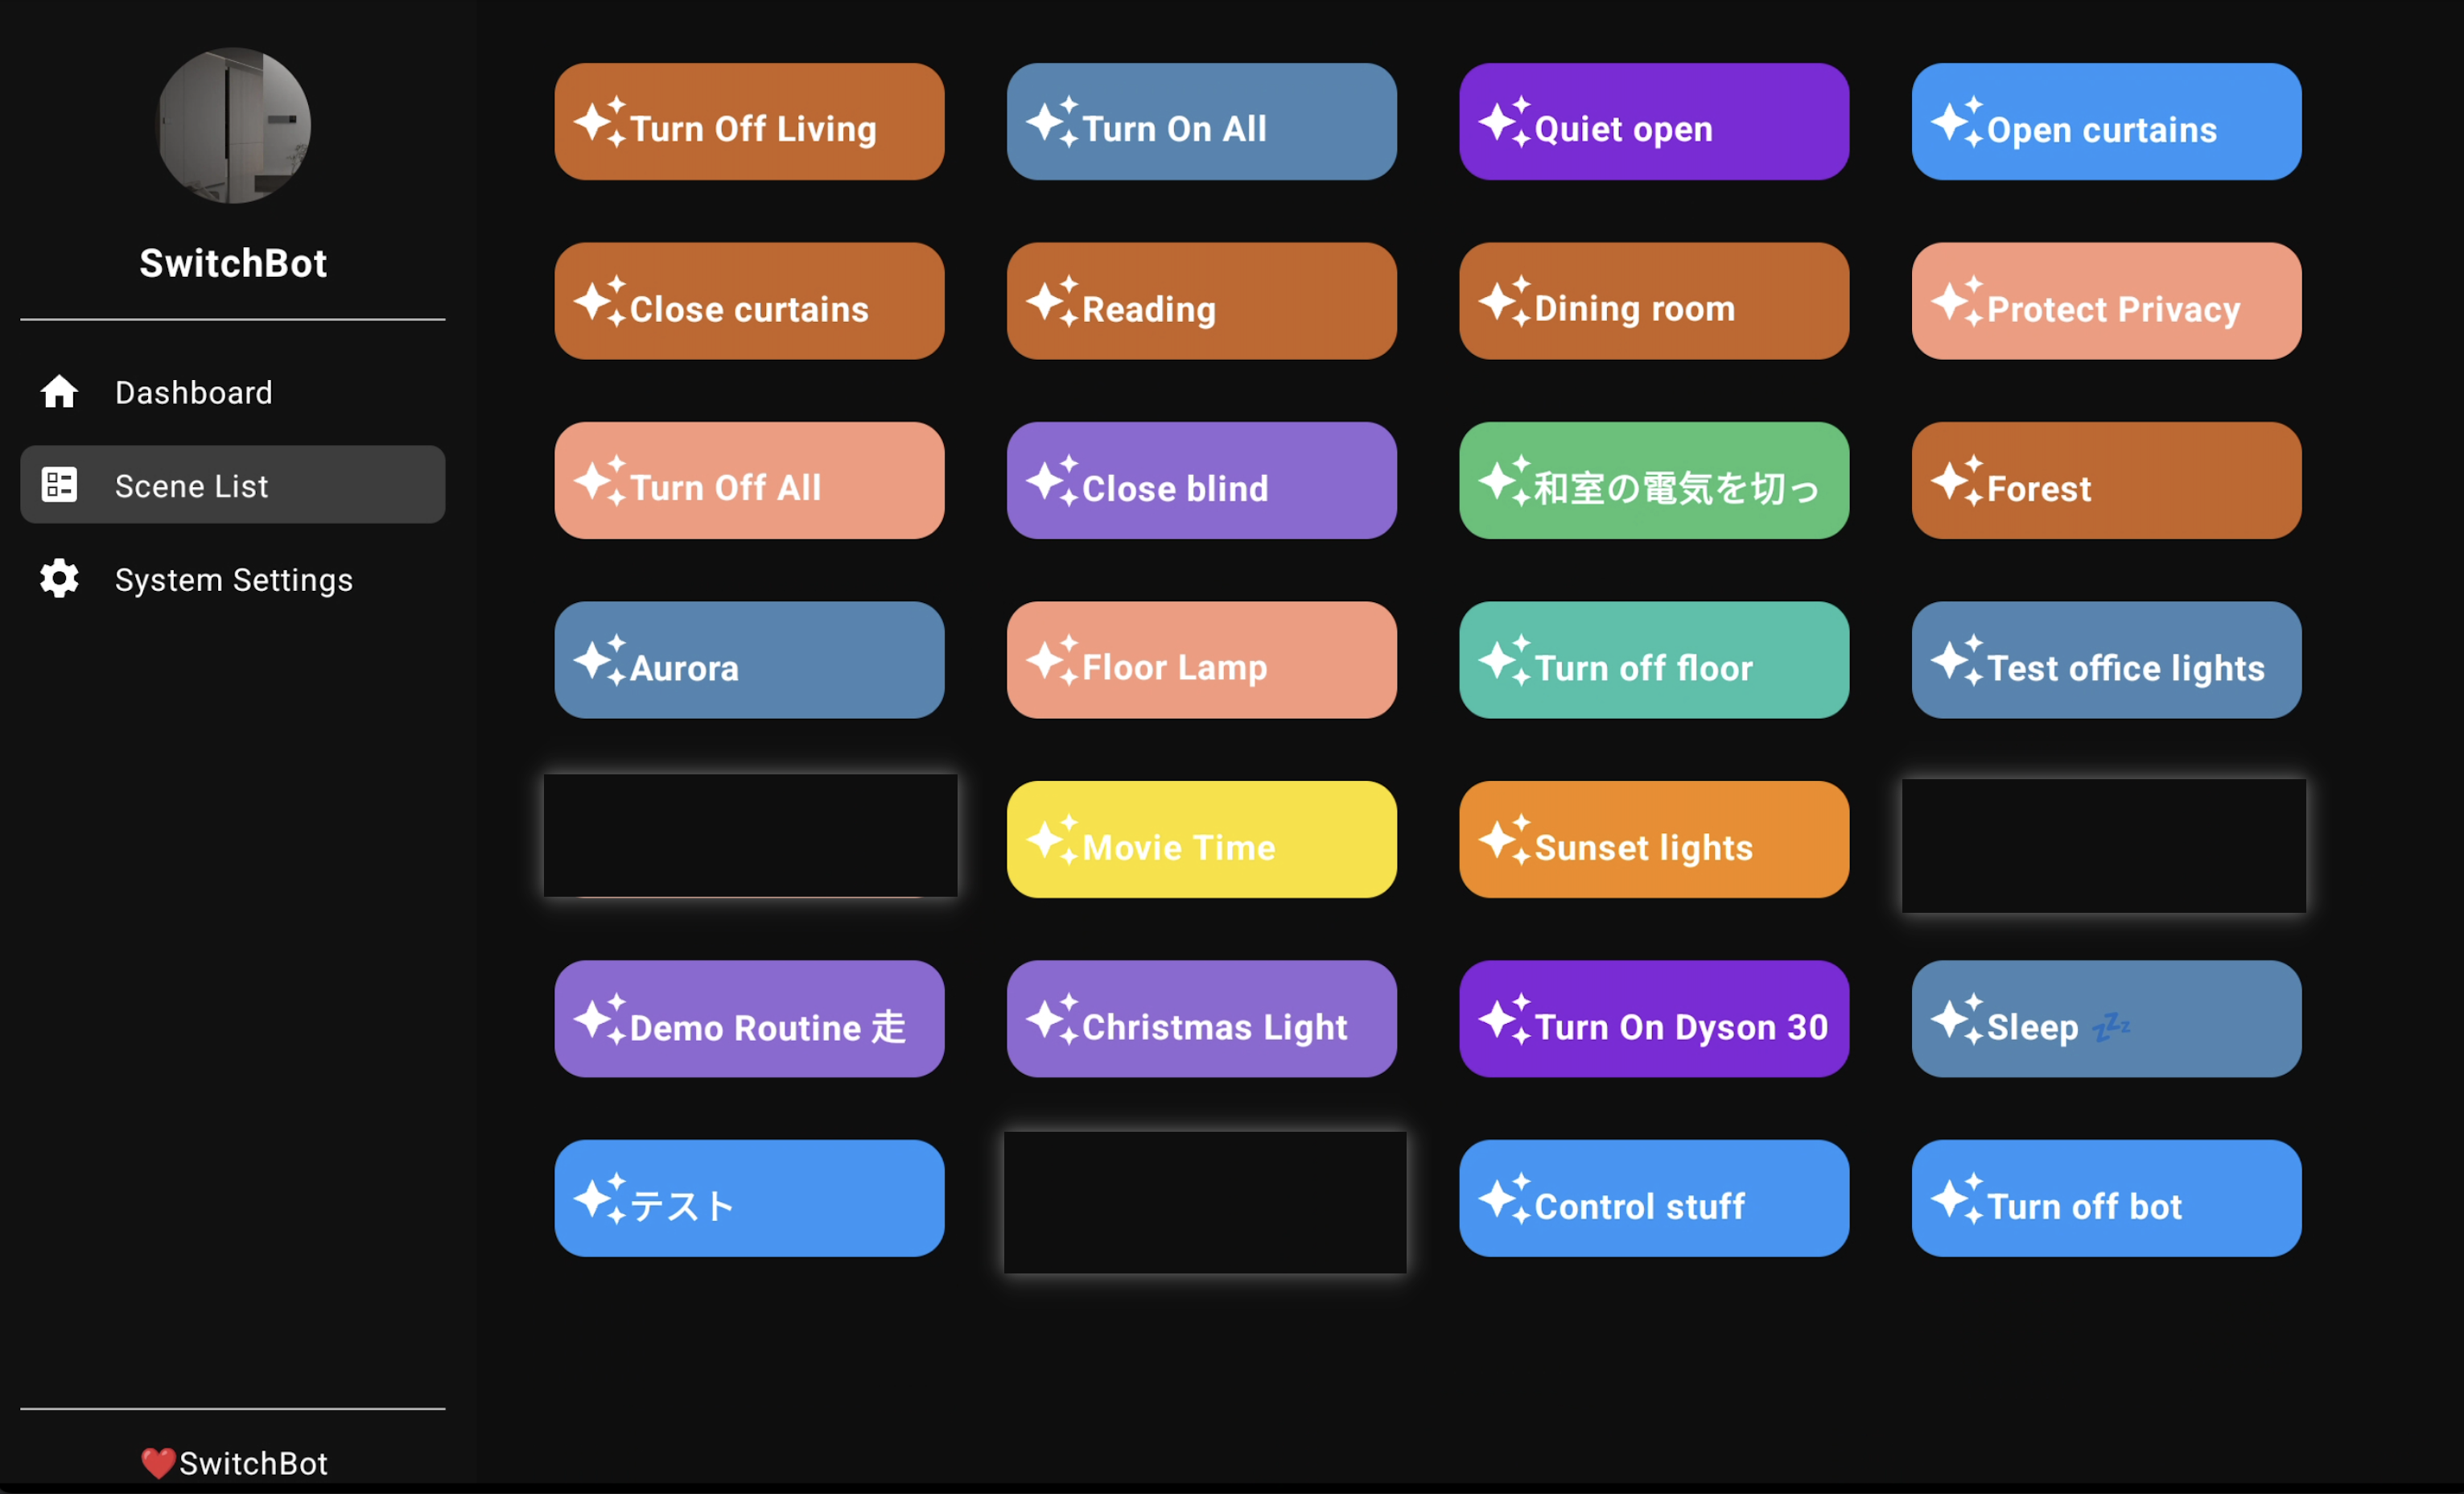 SwitchBot
Dashboard
Scene List
System Settings
❤️SwitchBot
Turn Off Living
Turn On All
Quiet open
Open curtains
Close curtains
Reading
Dining room
Protect Privacy
Turn Off All
Close blind
和室の電気を切っ
Forest
Aurora
Floor Lamp
Turn off floor
Test office lights
Movie Time
Sunset lights
Demo Routine 走
Christmas Light
Turn On Dyson 30
Sleep 💤
テスト
Control stuff
Turn off bot